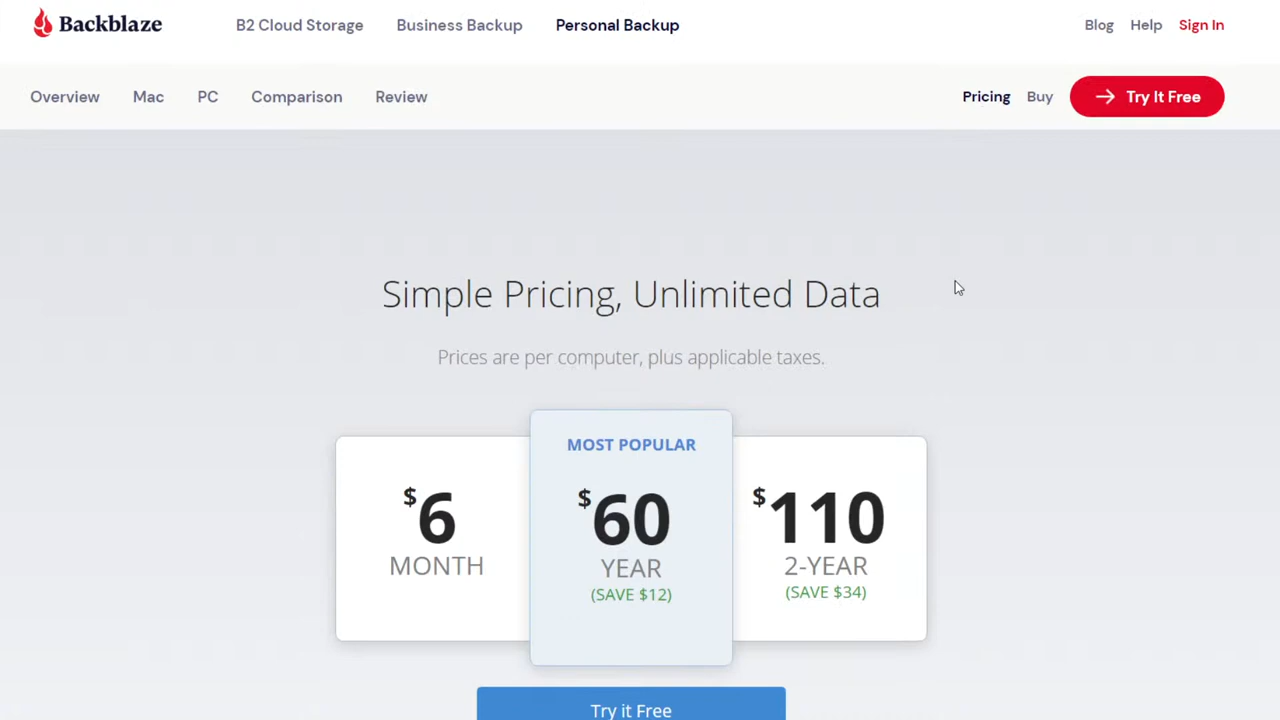 Backblaze B2 Cloud Storage Business Backup Personal Backup Blog Help Sign In
Overview Mac PC Comparison Review Pricing Buy Try It Free
Simple Pricing, Unlimited Data
Prices are per computer, plus applicable taxes.
MOST POPULAR
$6 $60 $110
MONTH YEAR 2-YEAR
(SAVE $12) (SAVE $34)
Try it Free